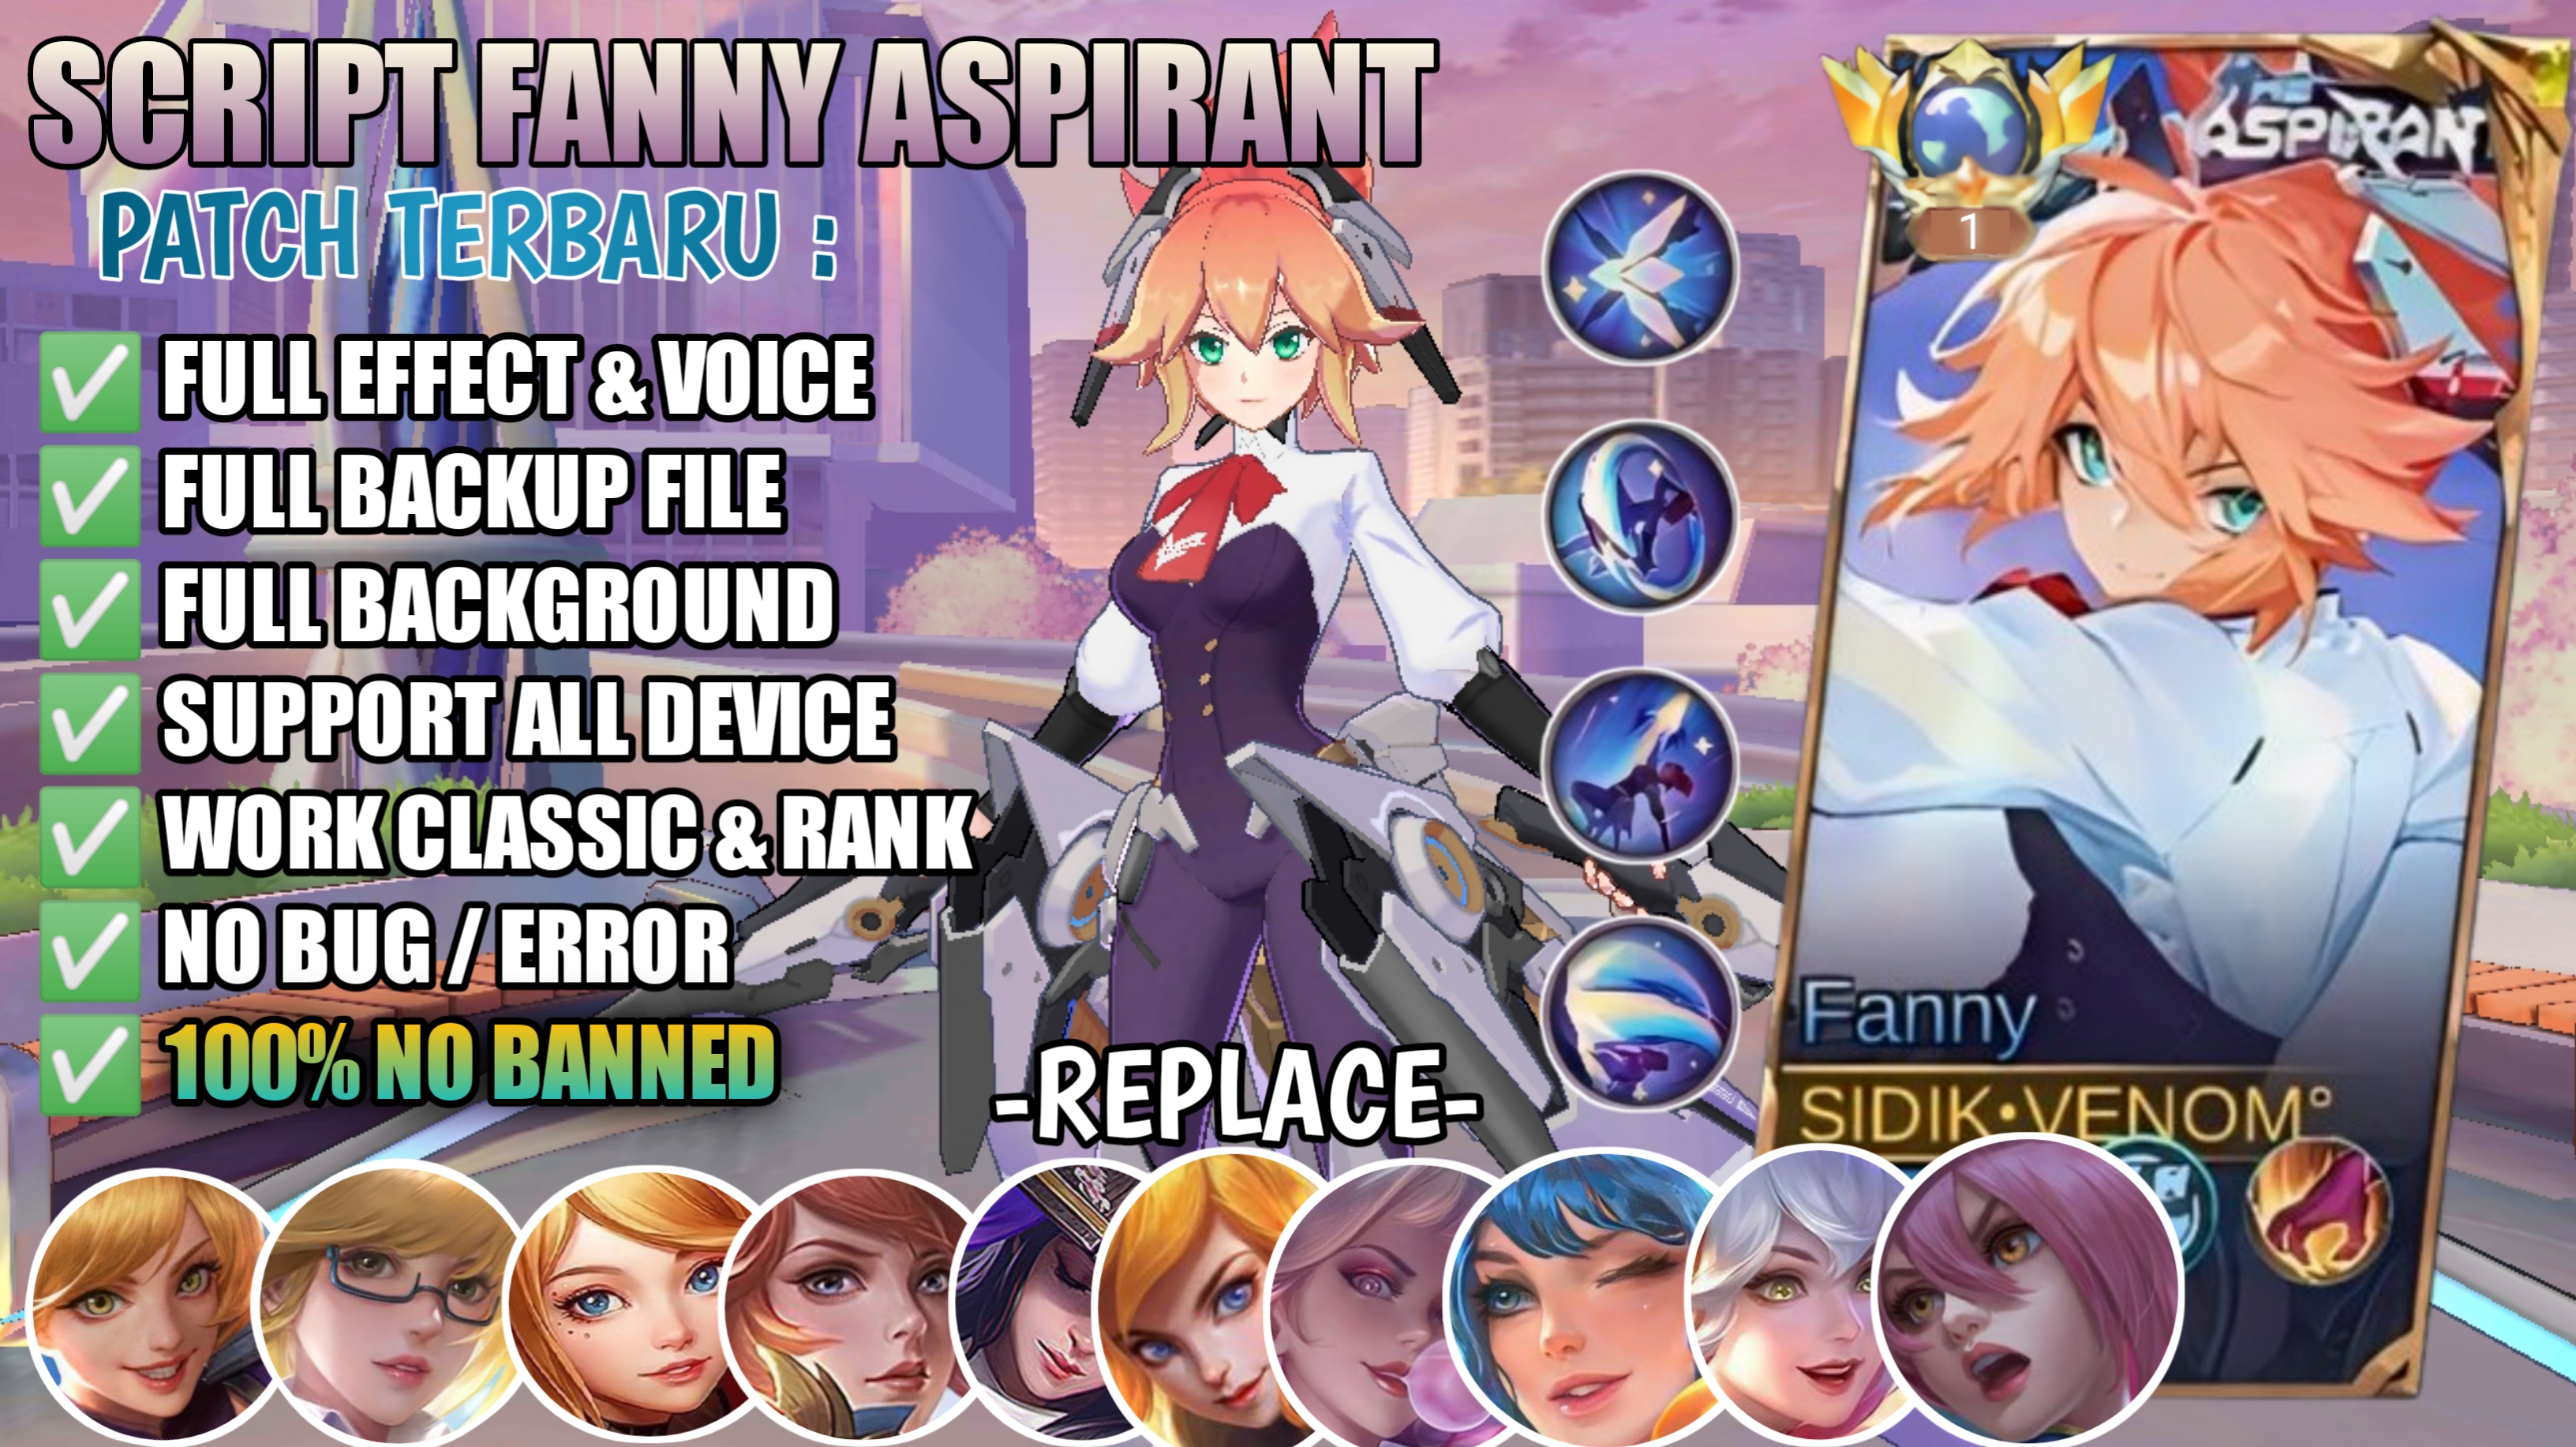 SCRIPT FANNY ASPIRANT
PATCH TERBARU :
✅ FULL EFFECT & VOICE
✅ FULL BACKUP FILE
✅ FULL BACKGROUND
✅ SUPPORT ALL DEVICE
✅ WORK CLASSIC & RANK
✅ NO BUG / ERROR
✅ 100% NO BANNED
-REPLACE-
ASPIRANT
1
Fanny
SIDIK•VENOM°